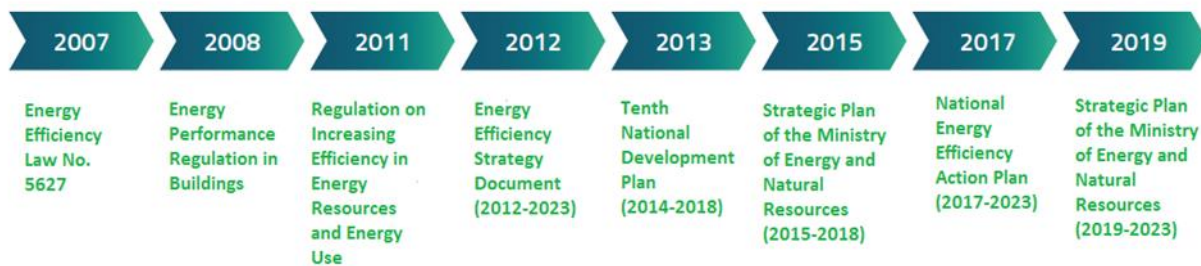 2007
2008
2011
2012
2013
2015
2017
2019
Energy
Efficiency
Law No.
5627
Energy
Performance
Regulation in
Buildings
Regulation on
Increasing
Efficiency in
Energy
Resources
and Energy
Use
Energy
Efficiency
Strategy
Document
(2012-2023)
Tenth
National
Development
Plan
(2014-2018)
Strategic Plan
of the Ministry
of Energy and
Natural
Resources
(2015-2018)
National
Energy
Efficiency
Action Plan
(2017-2023)
Strategic Plan
of the Ministry
of Energy and
Natural
Resources
(2019-2023)